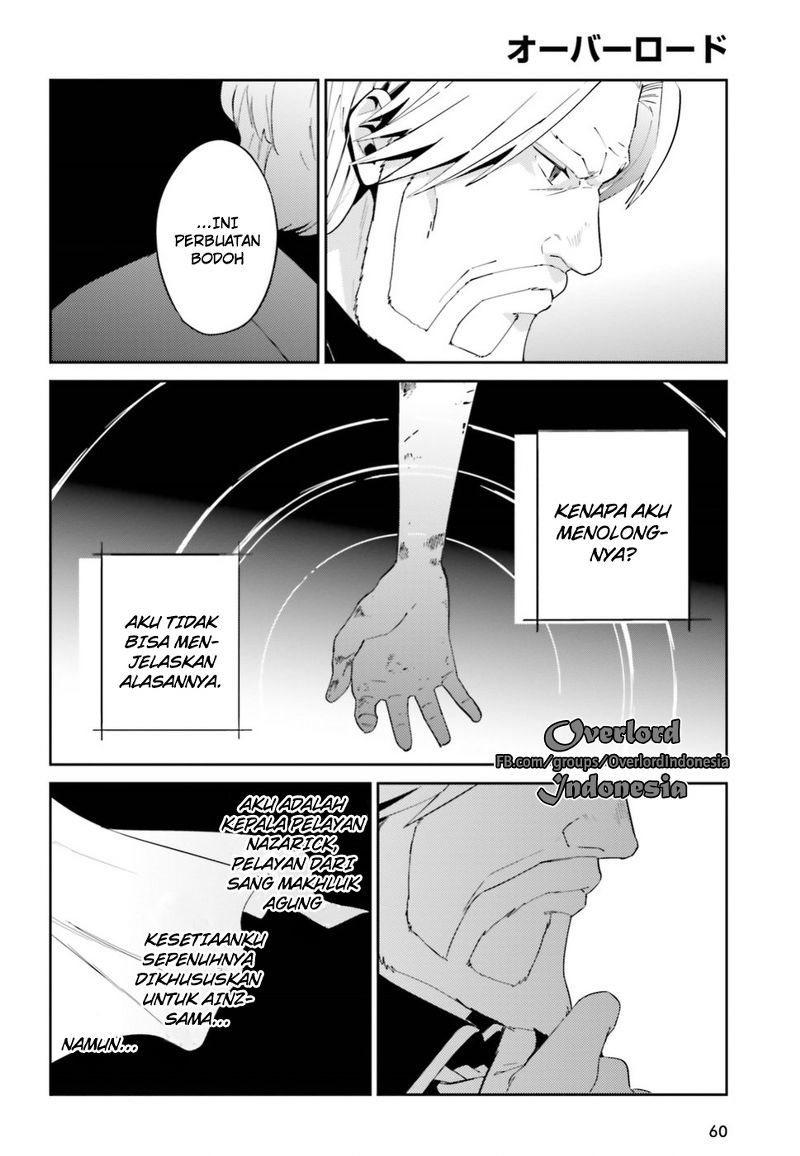 オーバーロード
...INI
PERBUATAN
BODOH
KENAPA AKU
MENOLONG-
NYA?
AKU TIDAK
BISA MEN-
JELASKAN
ALASANNYA.
Overlord
FB.com/groups/OverlordIndonesia
Indonesia
AKU ADALAH
KEPALA PELAYAN
NAZARICK,
PELAYAN DARI
SANG MAKHLUK
AGUNG
KESETIAANKU
SEPENUHNYA
DIKHUSUSKAN
UNTUK AINZ-
SAMA...
NAMUN...
60